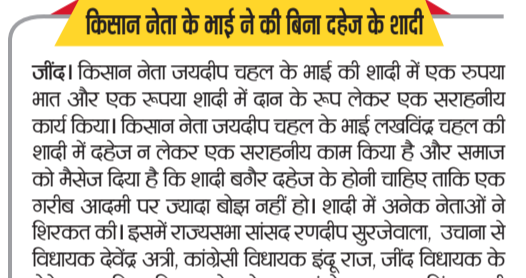 किसान नेता के भाई ने की बिना दहेज के शादी
जींद। किसान नेता जयदीप चहल के भाई की शादी में एक रुपया
भात और एक रूपया शादी में दान के रूप लेकर एक सराहनीय
कार्य किया। किसान नेता जयदीप चहल के भाई लखविंद्र चहल की
शादी में दहेज न लेकर एक सराहनीय काम किया है और समाज
को मैसेज दिया है कि शादी बगैर दहेज के होनी चाहिए ताकि एक
गरीब आदमी पर ज्यादा बोझ नहीं हो। शादी में अनेक नेताओं ने
शिरकत की। इसमें राज्यसभा सांसद रणदीप सुरजेवाला, उचाना से
विधायक देवेंद्र अत्री, कांग्रेसी विधायक इंदू राज, जींद विधायक के